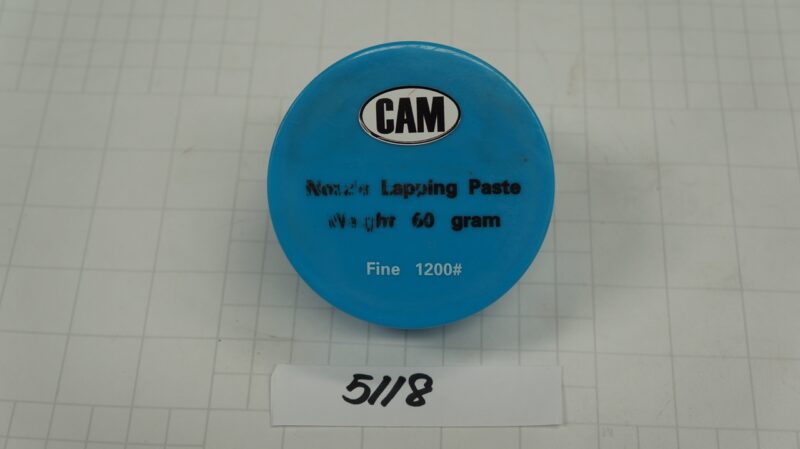 CAM
Nozzle Lapping Paste
Weight 60 gram
Fine 1200#
5118